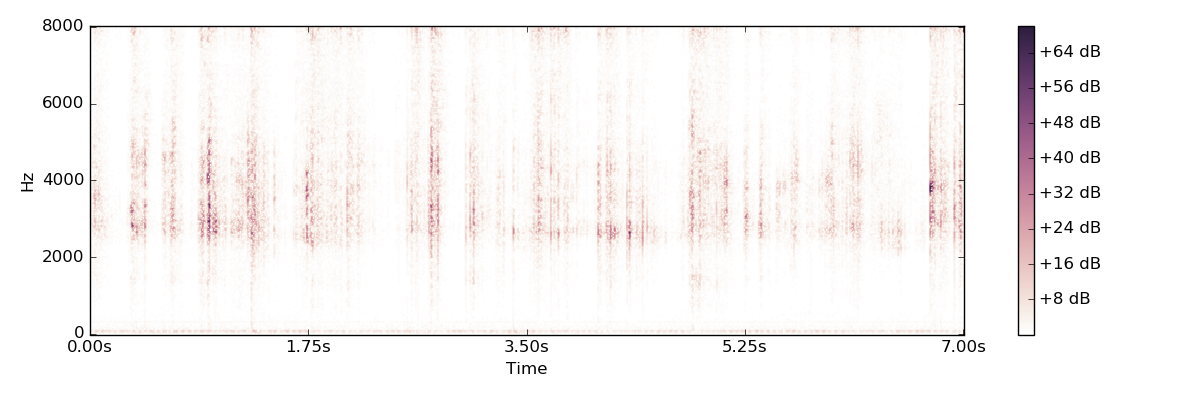 8000
6000
4000
2000
0
Hz
0.00s
1.75s
3.50s
5.25s
7.00s
Time
+64 dB
+56 dB
+48 dB
+40 dB
+32 dB
+24 dB
+16 dB
+8 dB